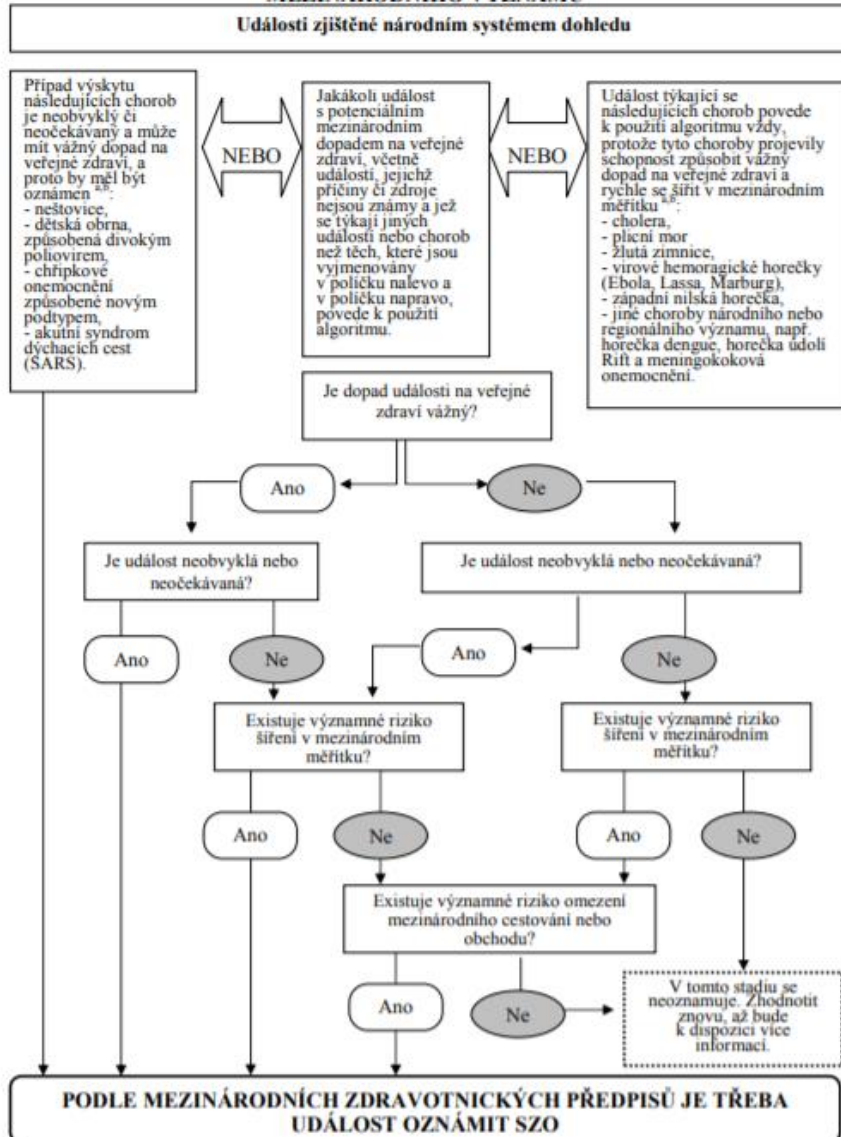 Události zjištěné národním systémem dohledu
Případ výskytu
následujících chorob
je neobvyklý či
neočekávaný a může
mít vážný dopad na
veřejné zdraví, a
proto by měl být
oznámen a,b:
- neštovice,
- dětská obrna,
způsobená divokým
poliovirem,
- chřipkové
onemocnění
způsobené novým
podtypem,
- akutní syndrom
dýchacích cest
(SARS).
NEBO
Jakákoli událost
s potenciálním
mezinárodním
dopadem na veřejné
zdraví, včetně
událostí, jejichž
příčiny či zdroje
nejsou známy a jež
se týkají jiných
událostí nebo chorob
než těch, které jsou
vyjmenovány
v políčku nalevo a
v políčku napravo,
povede k použití
algoritmu.
NEBO
Událost týkající se
následujících chorob povede
k použití algoritmu vždy,
protože tyto choroby projevily
schopnost způsobit vážný
dopad na veřejné zdraví a
rychle se šířit v mezinárodním
měřítku a,b:
- cholera,
- plicní mor
- žlutá zimnice,
- virové hemoragické horečky
(Ebola, Lassa, Marburg),
- západní nilská horečka,
- jiné choroby národního nebo
regionálního významu, např.
horečka dengue, horečka údolí
Rift a meningokoková
onemocnění.
Je dopad události na veřejné
zdraví vážný?
Ano
Ne
Je událost neobvyklá nebo
neočekávaná?
Je událost neobvyklá nebo neočekávaná?
Ano
Ne
Ano
Ne
Existuje významné riziko
šíření v mezinárodním
měřítku?
Existuje významné riziko
šíření v mezinárodním
měřítku?
Ano
Ne
Ano
Ne
Existuje významné riziko omezení
mezinárodního cestování nebo
obchodu?
Ano
Ne
V tomto stadiu se
neoznamuje. Zhodnotit
znovu, až bude
k dispozici více
informací.
PODLE MEZINÁRODNÍCH ZDRAVOTNICKÝCH PŘEDPISŮ JE TŘEBA
UDÁLOST OZNÁMIT SZO